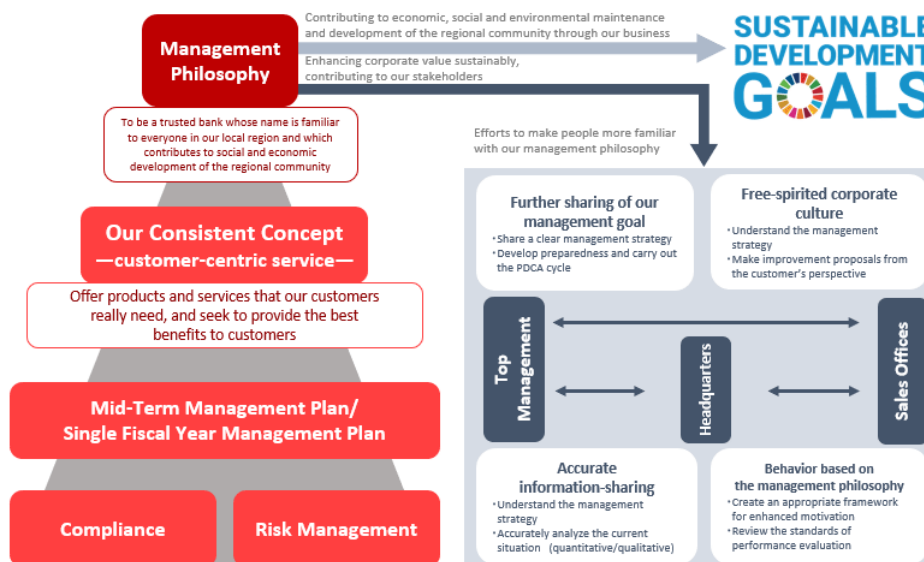 Management
Philosophy
Contributing to economic, social and environmental maintenance
and development of the regional community through our business
Enhancing corporate value sustainably,
contributing to our stakeholders
SUSTAINABLE
DEVELOPMENT
GOALS
To be a trusted bank whose name is familiar
to everyone in our local region and which
contributes to social and economic
development of the regional community
Our Consistent Concept
—customer-centric service—
Offer products and services that our customers
really need, and seek to provide the best
benefits to customers
Mid-Term Management Plan/
Single Fiscal Year Management Plan
Compliance
Risk Management
Efforts to make people more familiar
with our management philosophy
Further sharing of our
management goal
・Share a clear management strategy
・Develop preparedness and carry out
the PDCA cycle
Free-spirited corporate
culture
・Understand the management
strategy
・Make improvement proposals from
the customer's perspective
Top
Management
Headquarters
Sales Offices
Accurate
information-sharing
・Understand the management
strategy
・Accurately analyze the current
situation (quantitative/qualitative)
Behavior based on
the management philosophy
・Create an appropriate framework
for enhanced motivation
・Review the standards of
performance evaluation